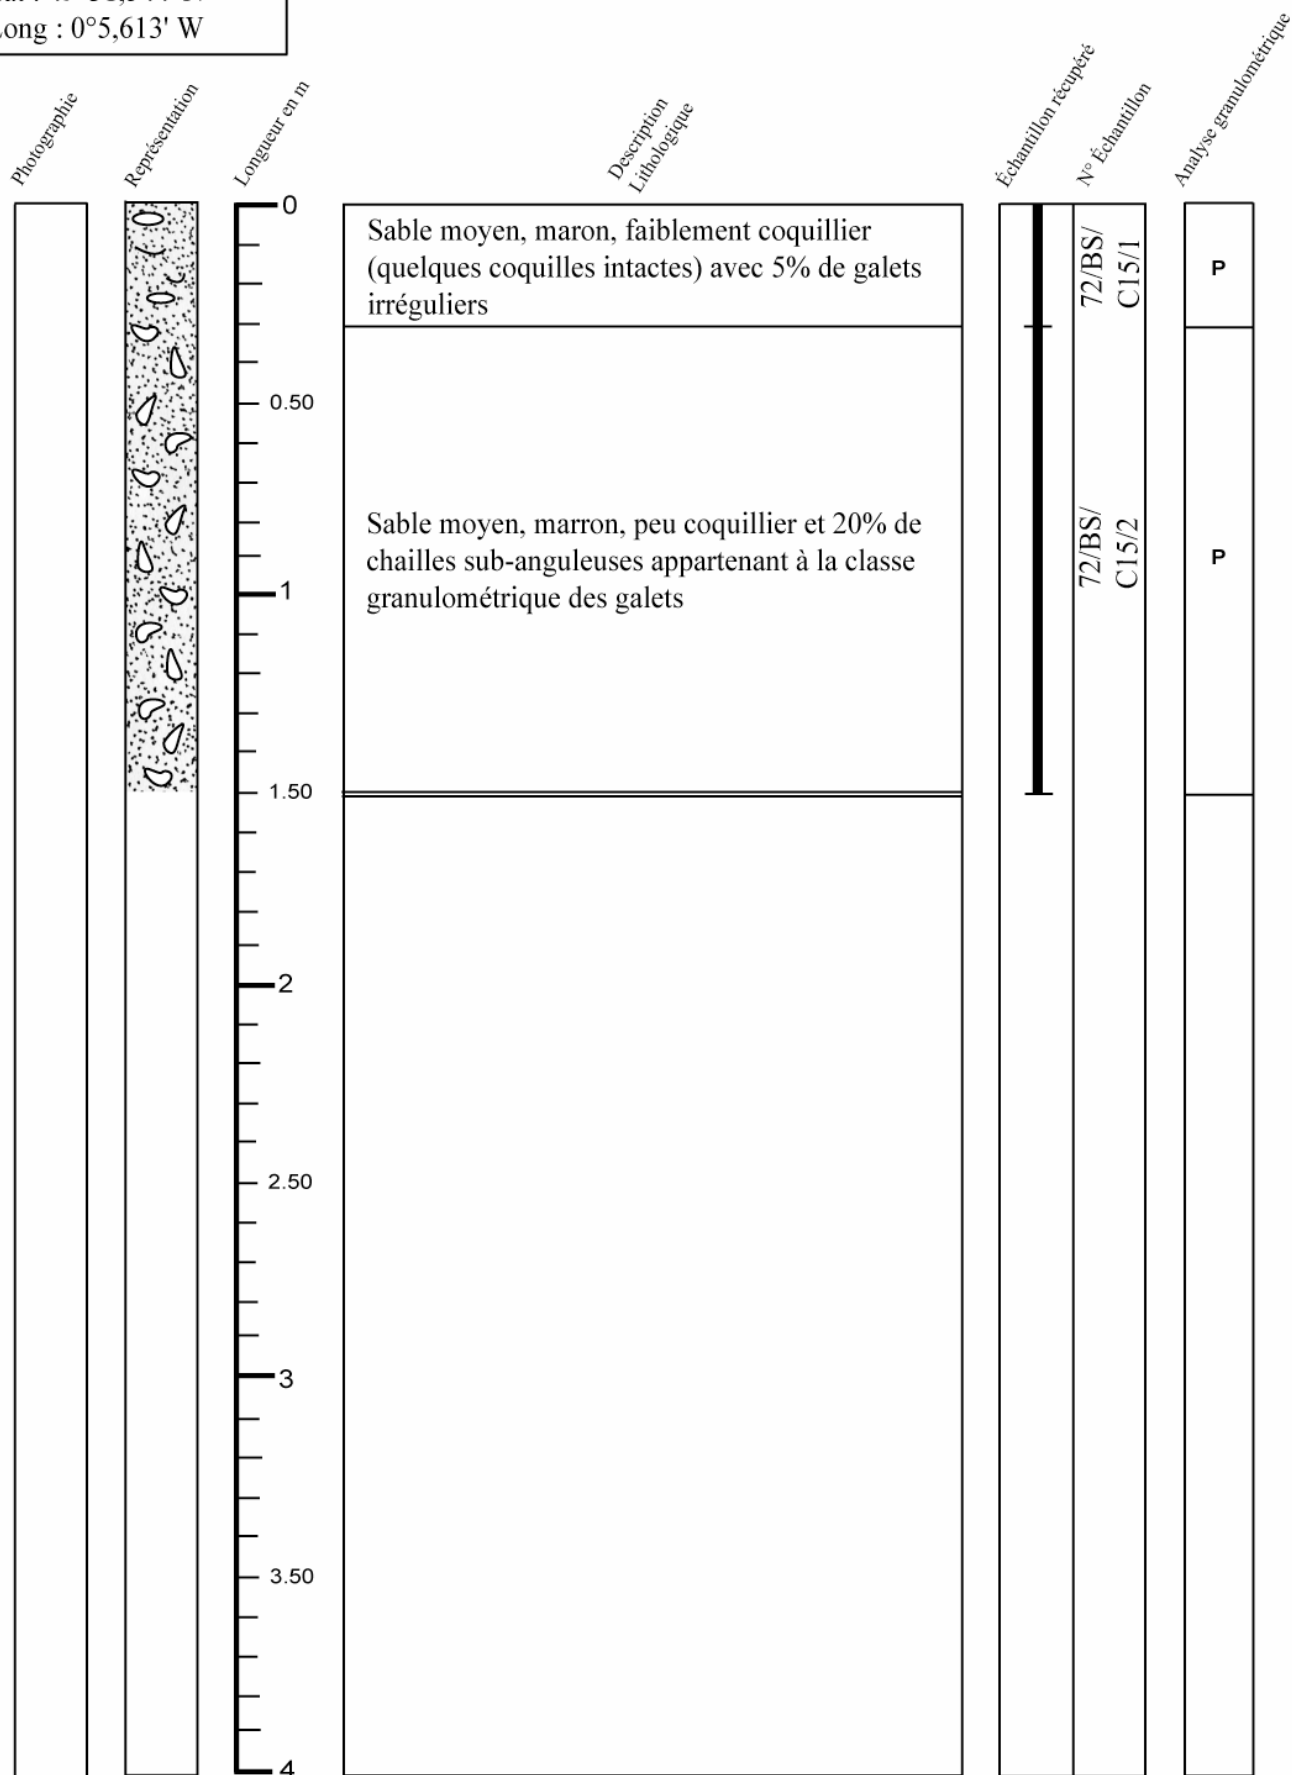 Long : 0°5,613' W
Photographie
Représentation
Longueur en m
Description
Lithologique
Échantillon récupéré
N° Échantillon
Analyse granulométrique
0
Sable moyen, maron, faiblement coquillier
(quelques coquilles intactes) avec 5% de galets
irréguliers
72/BS/
C15/1
P
0.50
Sable moyen, marron, peu coquillier et 20% de
chailles sub-anguleuses appartenant à la classe
granulométrique des galets
72/BS/
C15/2
P
1
1.50
2
2.50
3
3.50
4